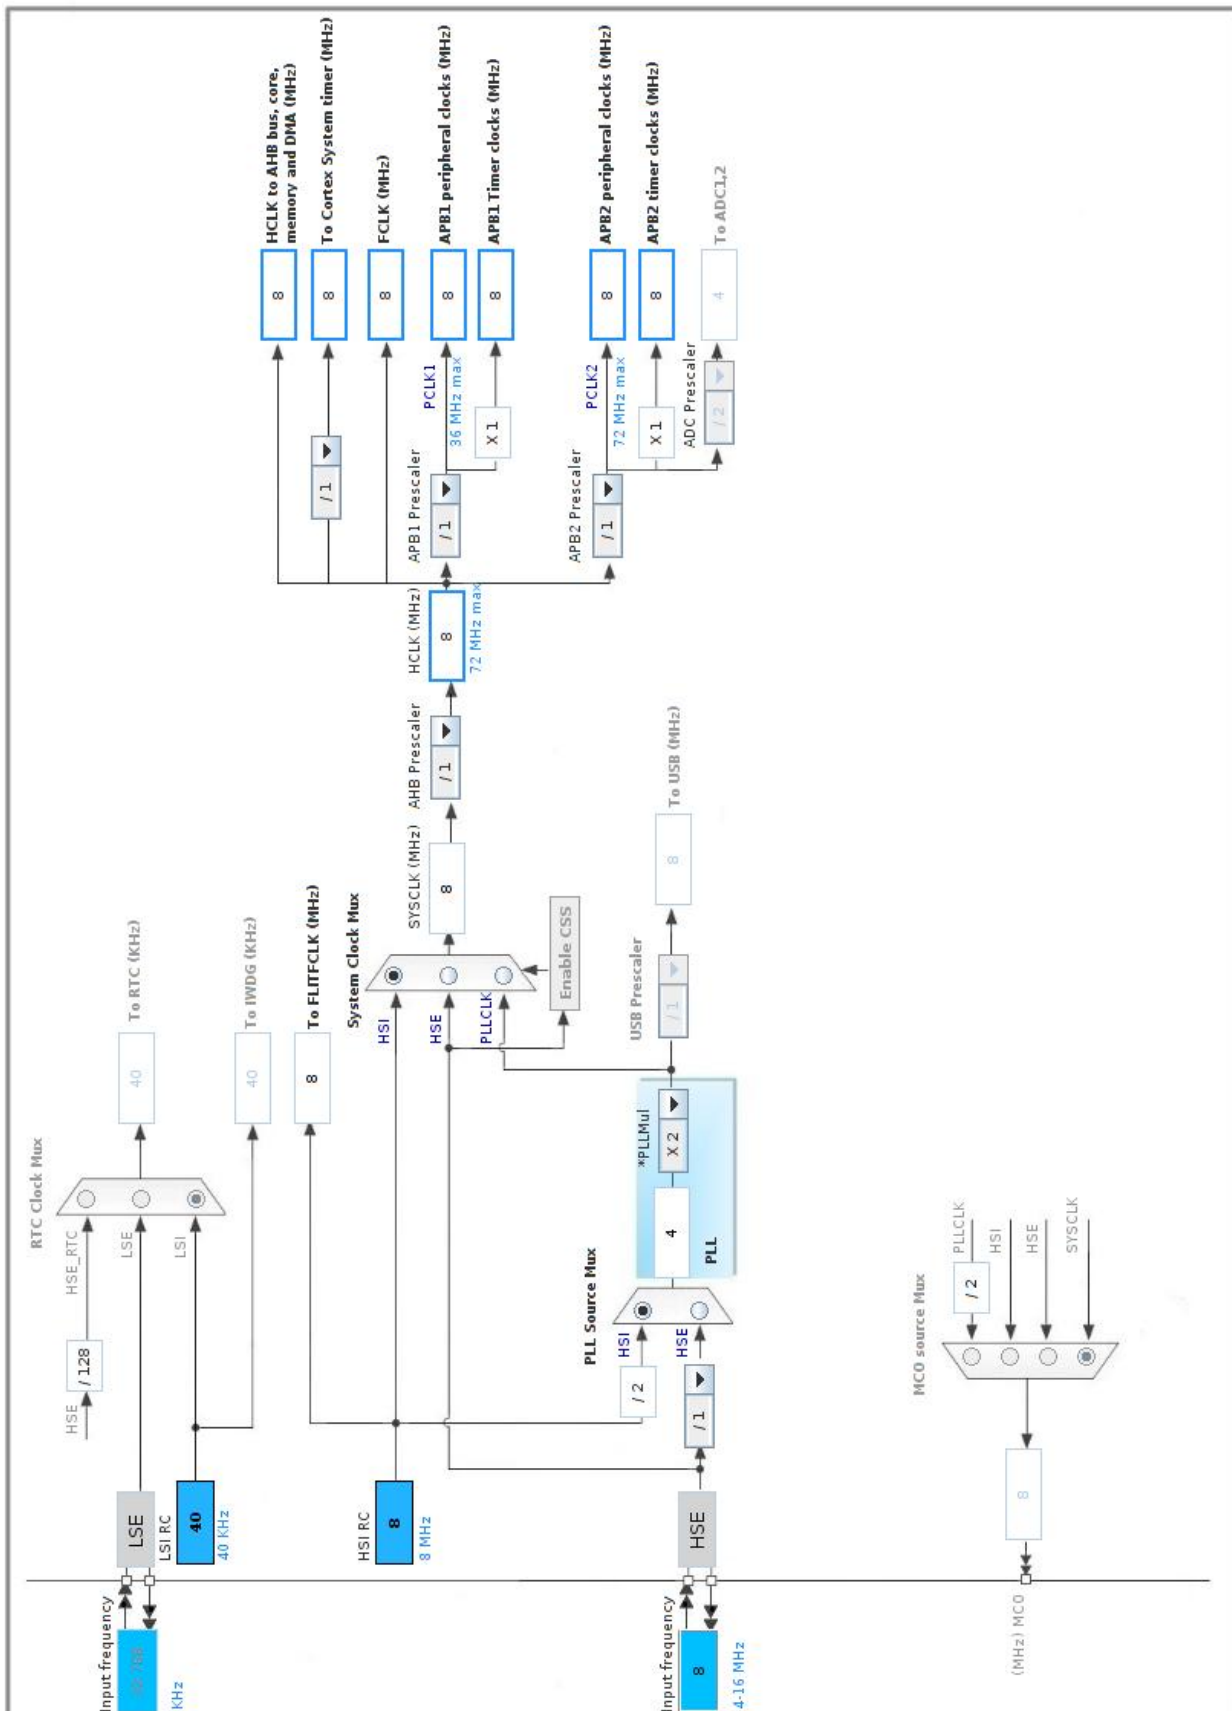 RTC Clock Mux
HSE
/ 128
HSE_RTC
LSE
LSI
40
To RTC (KHz)
Input frequency
KHz
LSE
LSI RC
40
40 KHz
40
To IWDG (KHz)
8
To FLITFCLK (MHz)
HSI RC
8
8 MHz
System Clock Mux
HSI
HSE
PLLCLK
Enable CSS
SYSCLK (MHz)
8
AHB Prescaler
/ 1
HCLK (MHz)
8
72 MHz max
/ 1
8
HCLK to AHB bus, core,
memory and DMA (MHz)
8
To Cortex System timer (MHz)
8
FCLK (MHz)
APB1 Prescaler
/ 1
PCLK1
36 MHz max
8
APB1 peripheral clocks (MHz)
X 1
8
APB1 Timer clocks (MHz)
APB2 Prescaler
/ 1
PCLK2
72 MHz max
8
APB2 peripheral clocks (MHz)
X 1
8
APB2 timer clocks (MHz)
ADC Prescaler
/ 2
4
To ADC1,2
PLL Source Mux
/ 2
HSI
HSE
/ 1
4
*PLLMul
X 2
PLL
USB Prescaler
/ 1
8
To USB (MHz)
Input frequency
8
4-16 MHz
HSE
MCO source Mux
PLLCLK
/ 2
HSI
HSE
SYSCLK
8
(MHz) MCO